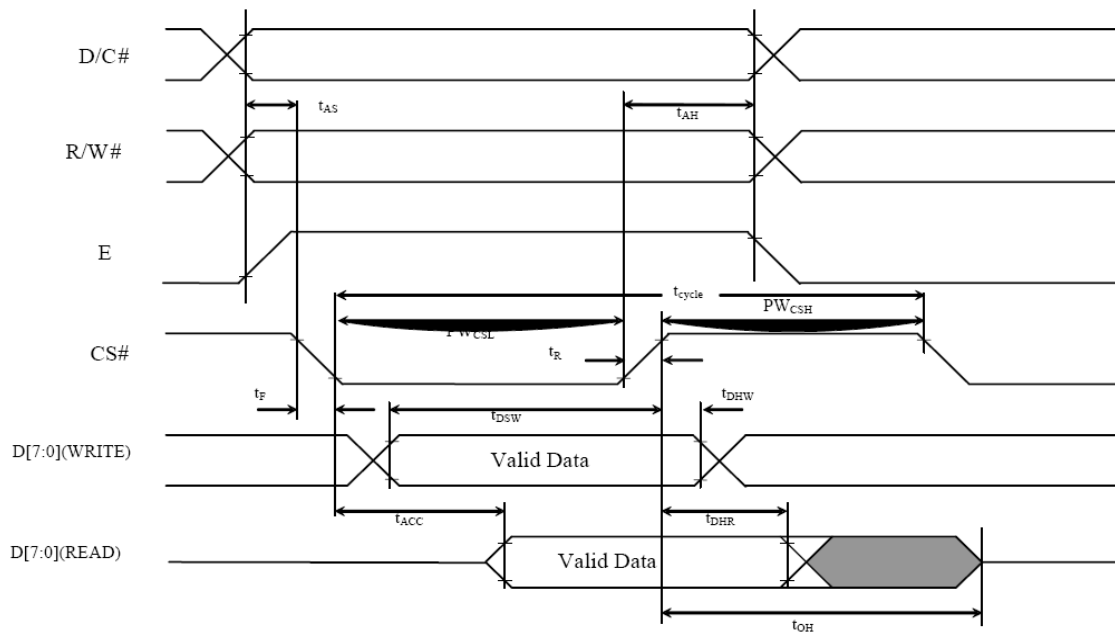 D/C#
tAS
tAH
R/W#
E
tcycle
PWCSH
PWCSL
CS#
tR
tF
tDSW
tDHW
D[7:0](WRITE)
Valid Data
tACC
tDHR
D[7:0](READ)
Valid Data
tOH